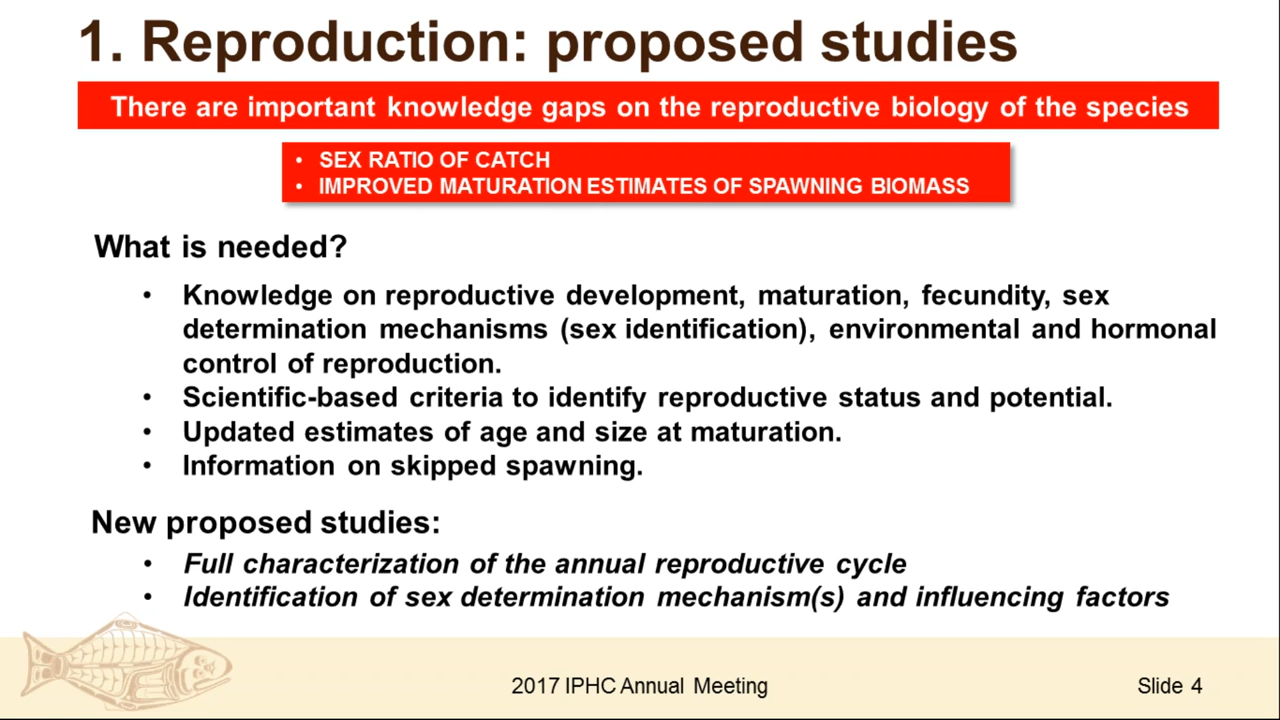 1. Reproduction: proposed studies
There are important knowledge gaps on the reproductive biology of the species
• SEX RATIO OF CATCH
• IMPROVED MATURATION ESTIMATES OF SPAWNING BIOMASS
What is needed?
• Knowledge on reproductive development, maturation, fecundity, sex
determination mechanisms (sex identification), environmental and hormonal
control of reproduction.
• Scientific-based criteria to identify reproductive status and potential.
• Updated estimates of age and size at maturation.
• Information on skipped spawning.
New proposed studies:
• Full characterization of the annual reproductive cycle
• Identification of sex determination mechanism(s) and influencing factors
2017 IPHC Annual Meeting
Slide 4